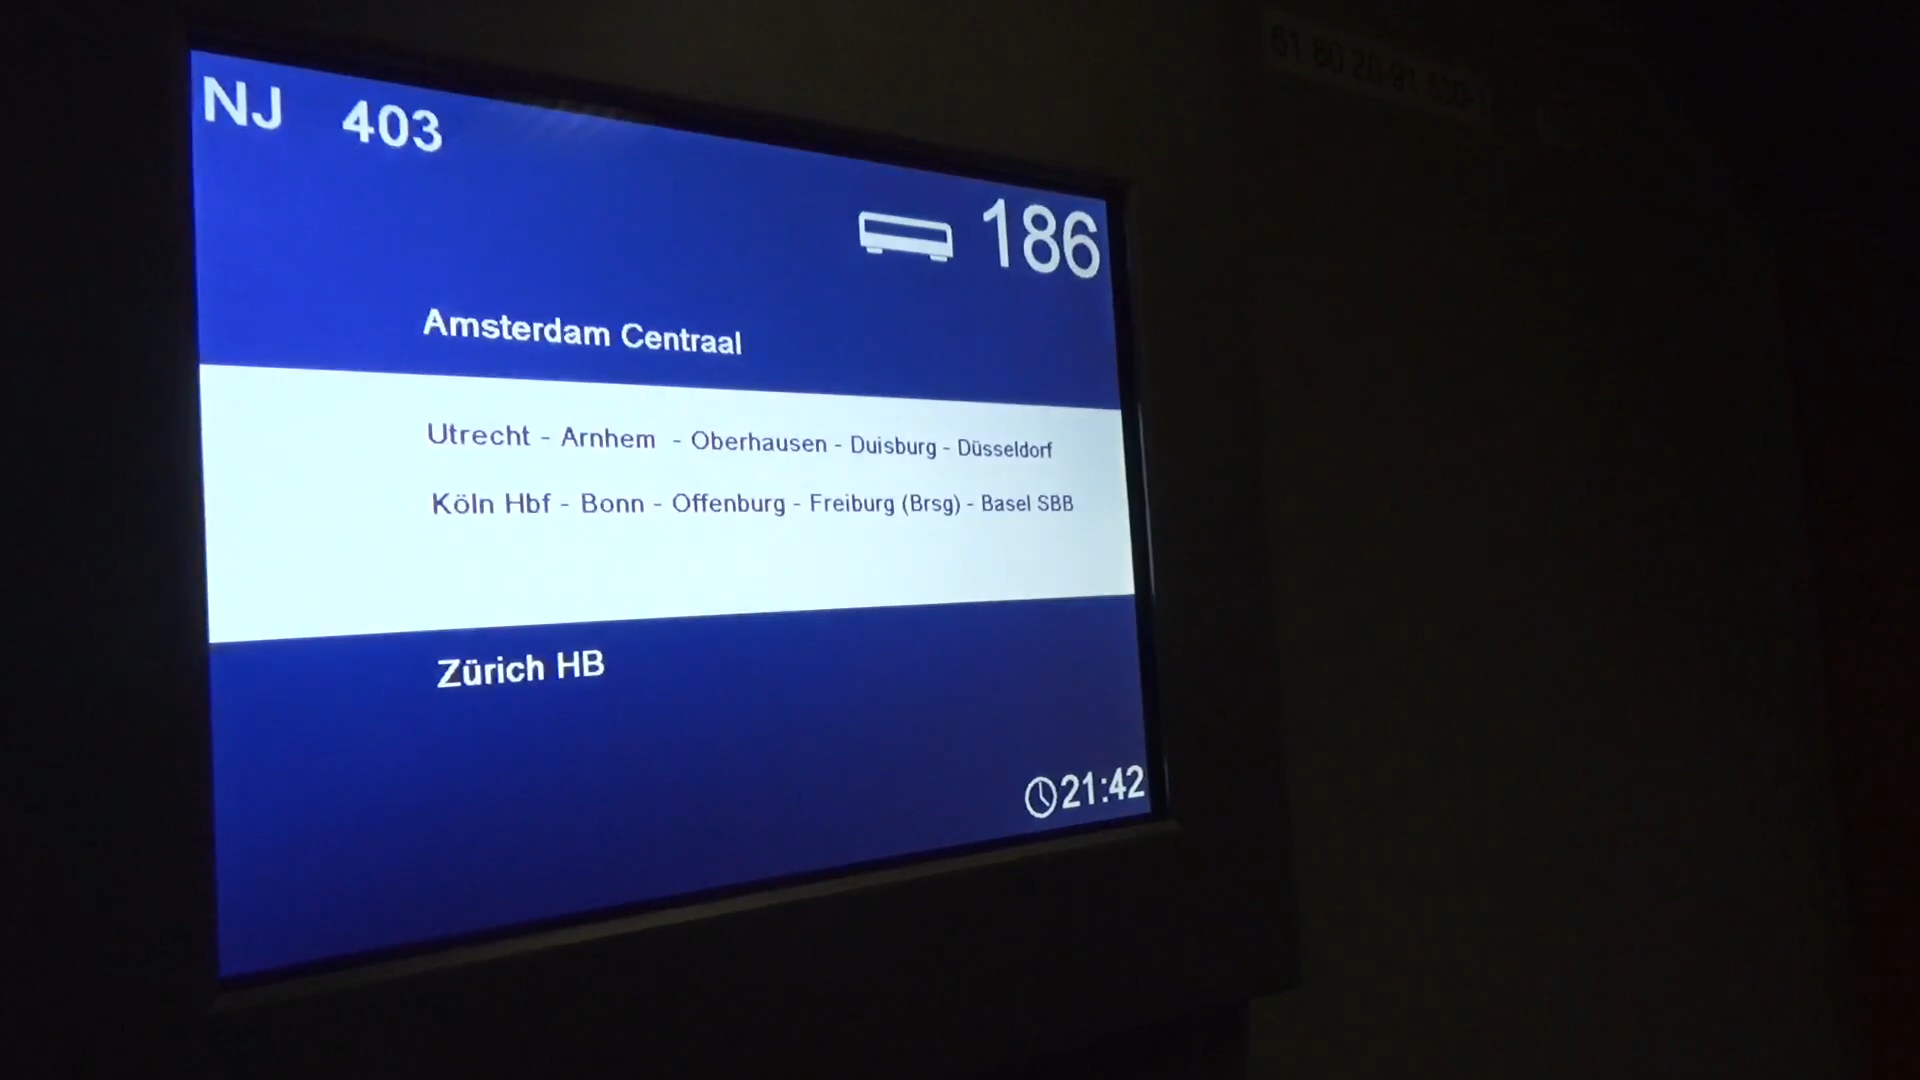 NJ 403
186
Amsterdam Centraal
Utrecht - Arnhem - Oberhausen - Duisburg - Düsseldorf
Köln Hbf - Bonn - Offenburg - Freiburg (Brsg) - Basel SBB
Zürich HB
21:42